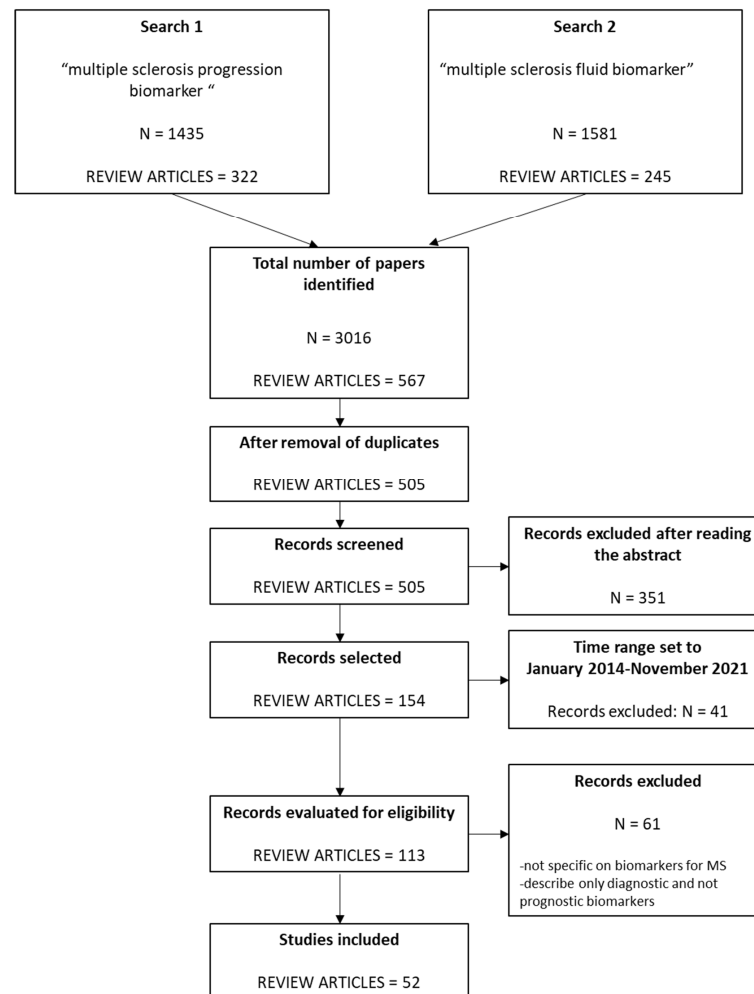 Search 1
“multiple sclerosis progression
biomarker “
N = 1435
REVIEW ARTICLES = 322
Search 2
“multiple sclerosis fluid biomarker”
N = 1581
REVIEW ARTICLES = 245
Total number of papers
identified
N = 3016
REVIEW ARTICLES = 567
After removal of duplicates
REVIEW ARTICLES = 505
Records screened
REVIEW ARTICLES = 505
Records excluded after reading
the abstract
N = 351
Records selected
REVIEW ARTICLES = 154
Time range set to
January 2014-November 2021
Records excluded: N = 41
Records evaluated for eligibility
REVIEW ARTICLES = 113
Records excluded
N = 61
-not specific on biomarkers for MS
-describe only diagnostic and not
prognostic biomarkers
Studies included
REVIEW ARTICLES = 52